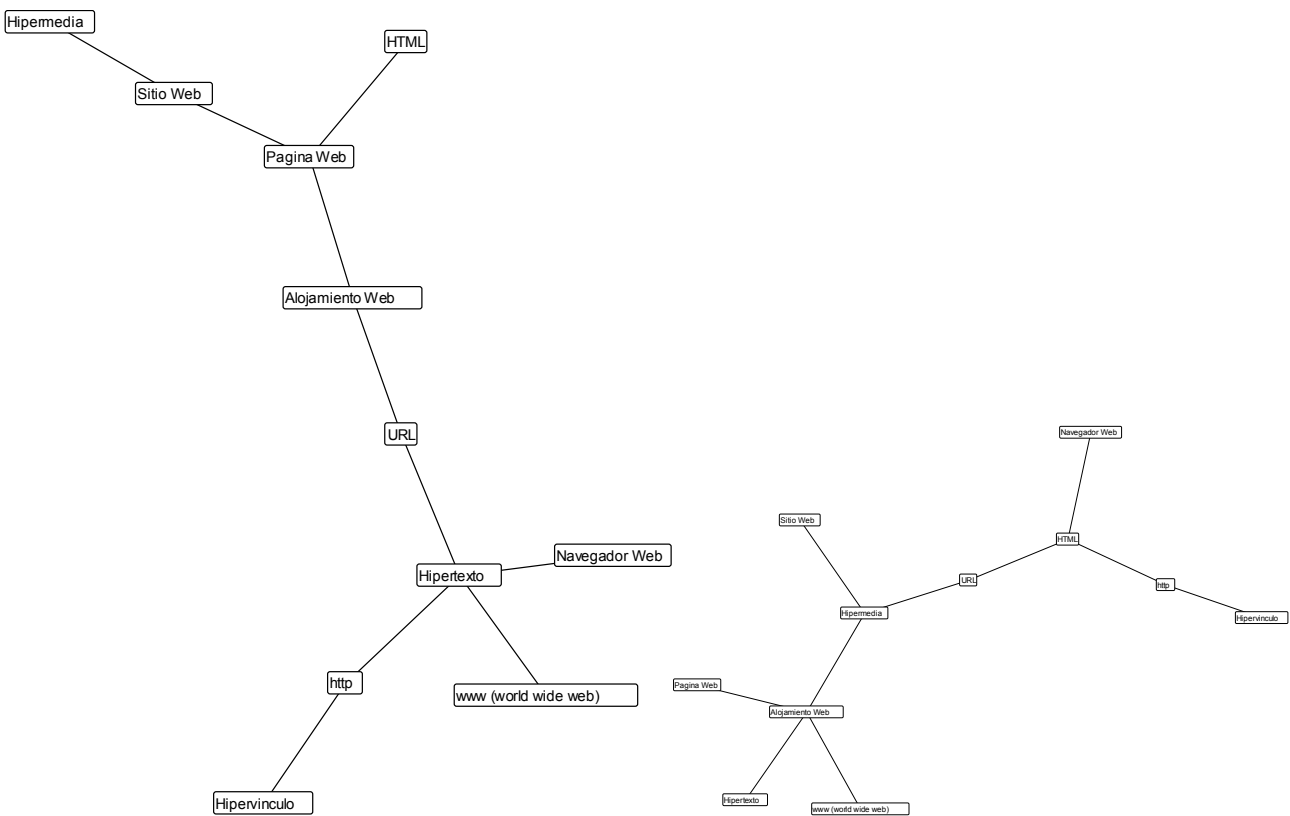 Hipermedia
HTML
Sitio Web
Pagina Web
Alojamiento Web
URL
Hipertexto
Navegador Web
http
www (world wide web)
Hipervinculo
Navegador Web
Sitio Web
HTML
URL
http
Hipermedia
Hipervinculo
Pagina Web
Alojamiento Web
Hipertexto
www (world wide web)